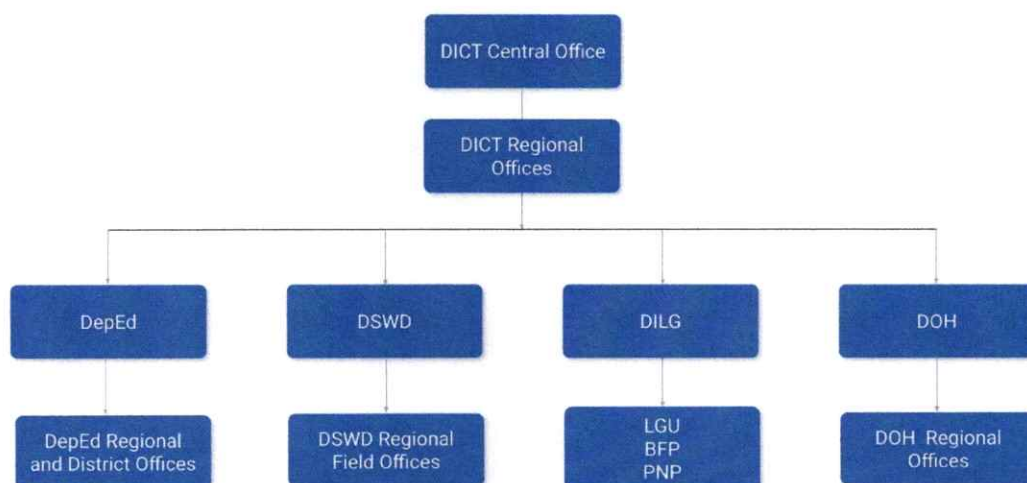 DICT Central Office
DICT Regional
Offices
DepEd
DSWD
DILG
DOH
DepEd Regional
and District Offices
DSWD Regional
Field Offices
LGU
BFP
PNP
DOH Regional
Offices